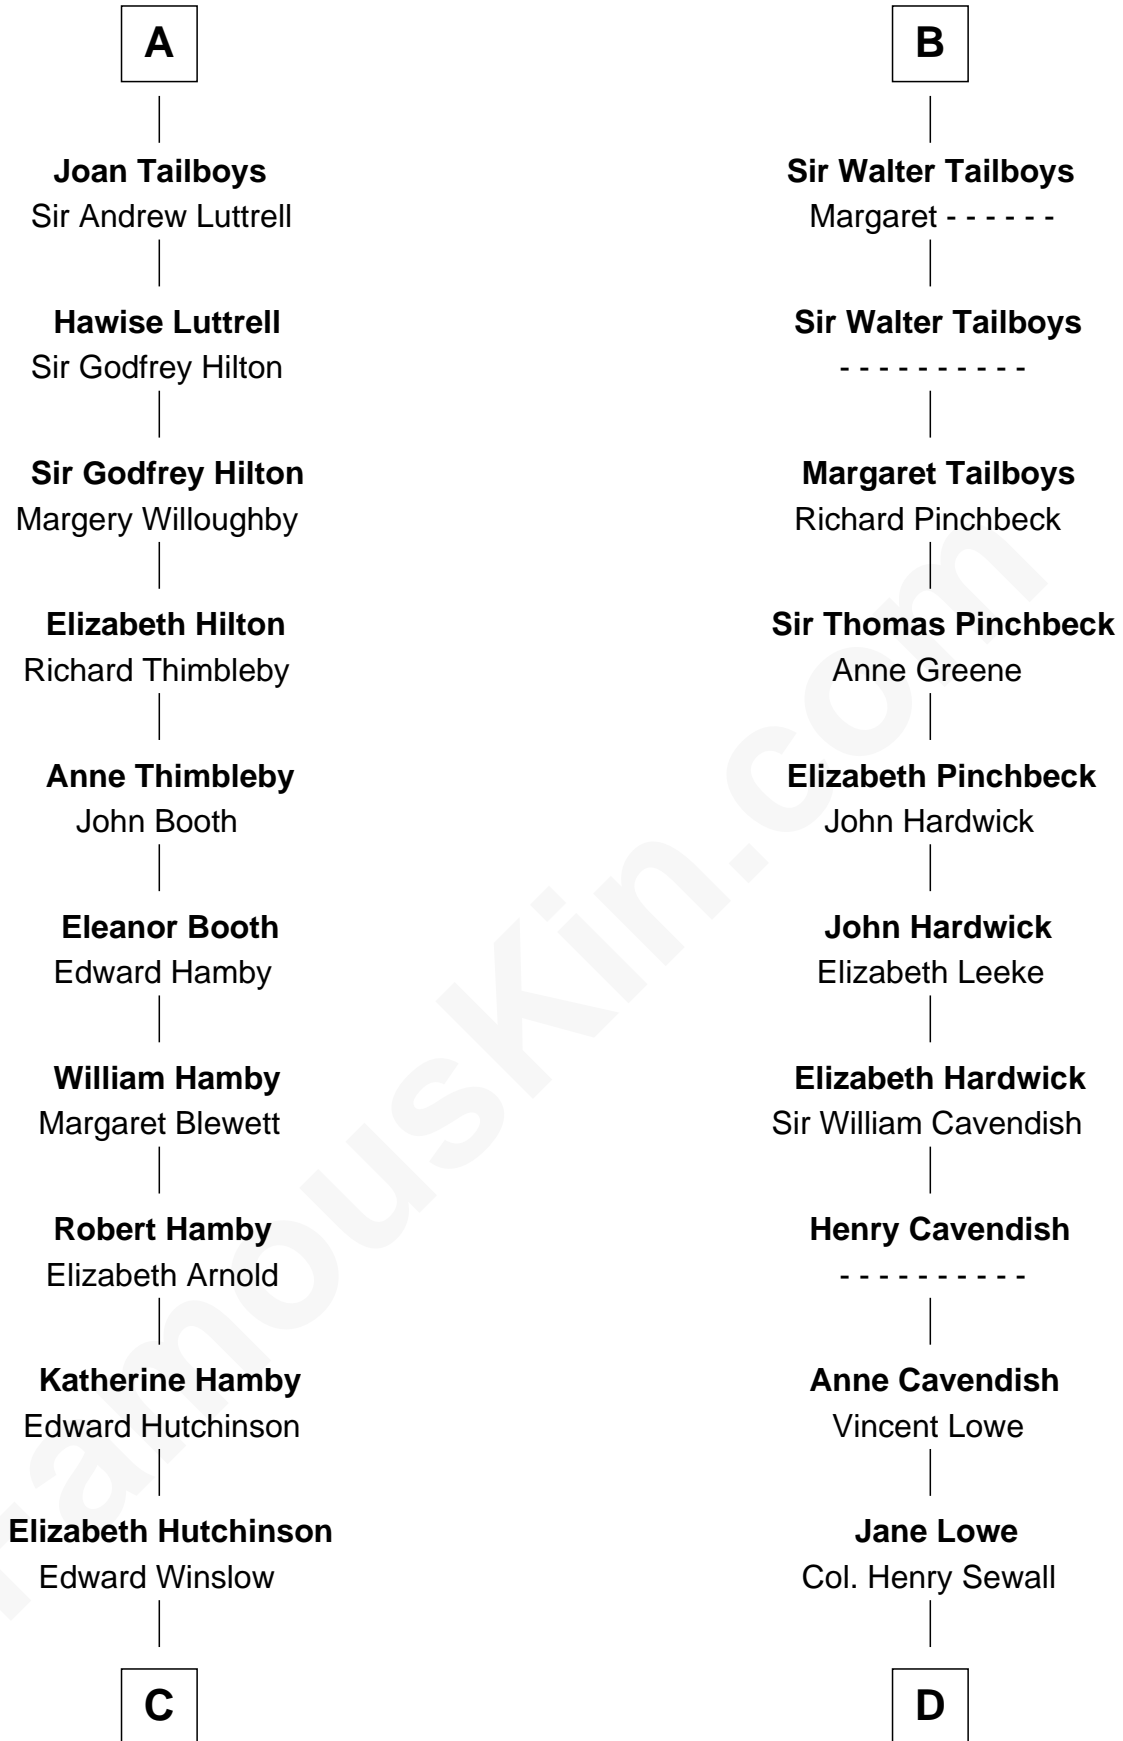 A
Joan Tailboys
Sir Andrew Luttrell
Hawise Luttrell
Sir Godfrey Hilton
Sir Godfrey Hilton
Margery Willoughby
Elizabeth Hilton
Richard Thimbleby
Anne Thimbleby
John Booth
Eleanor Booth
Edward Hamby
William Hamby
Margaret Blewett
Robert Hamby
Elizabeth Arnold
Katherine Hamby
Edward Hutchinson
Elizabeth Hutchinson
Edward Winslow
C
B
Sir Walter Tailboys
Margaret - - - - - -
Sir Walter Tailboys
- - - - - - - - - -
Margaret Tailboys
Richard Pinchbeck
Sir Thomas Pinchbeck
Anne Greene
Elizabeth Pinchbeck
John Hardwick
John Hardwick
Elizabeth Leeke
Elizabeth Hardwick
Sir William Cavendish
Henry Cavendish
- - - - - - - - - -
Anne Cavendish
Vincent Lowe
Jane Lowe
Col. Henry Sewall
D
FamousKin.com